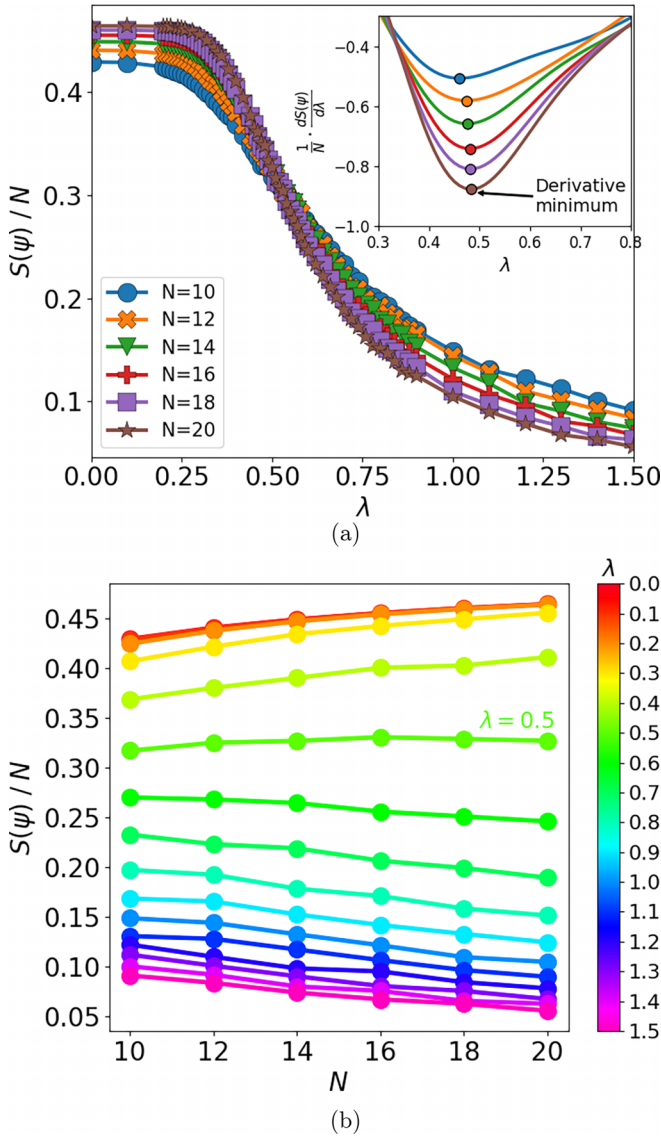 S(ψ) / N
0.4
0.3
0.2
0.1
0.00 0.25 0.50 0.75 1.00 1.25 1.50
λ
N=10
N=12
N=14
N=16
N=18
N=20
1/N · dS(ψ)/dλ
−0.4
−0.6
−0.8
−1.0
0.3 0.4 0.5 0.6 0.7 0.8
λ
Derivative
minimum
(a)
S(ψ) / N
0.45
0.40
0.35
0.30
0.25
0.20
0.15
0.10
0.05
10 12 14 16 18 20
N
λ = 0.5
λ
0.0
0.1
0.2
0.3
0.4
0.5
0.6
0.7
0.8
0.9
1.0
1.1
1.2
1.3
1.4
1.5
(b)